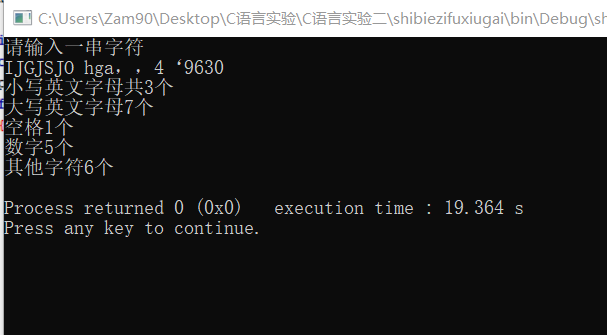 C:\Users\Zam90\Desktop\C语言实验\C语言实验二\shibiezifuxiugai\bin\Debug\sh
请输入一串字符
IJGJSJO hga，，4 ‘9630
小写英文字母共3个
大写英文字母7个
空格1个
数字5个
其他字符6个
Process returned 0 (0x0)   execution time : 19.364 s
Press any key to continue.